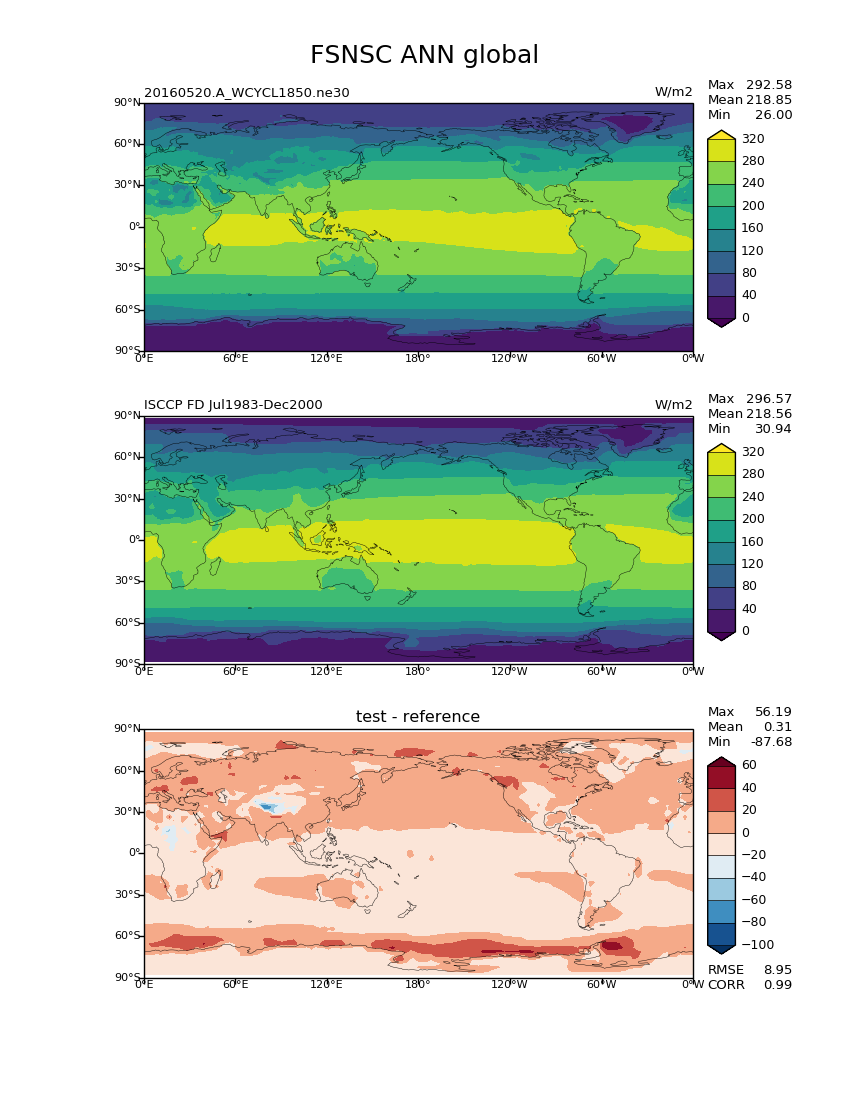 FSNSC ANN global
20160520.A_WCYCL1850.ne30 W/m2
Max 292.58
Mean 218.85
Min 26.00
90°N
60°N
30°N
0°
30°S
60°S
90°S
0°E 60°E 120°E 180° 120°W 60°W 0°W
320
280
240
200
160
120
80
40
0
ISCCP FD Jul1983-Dec2000 W/m2
Max 296.57
Mean 218.56
Min 30.94
90°N
60°N
30°N
0°
30°S
60°S
90°S
0°E 60°E 120°E 180° 120°W 60°W 0°W
320
280
240
200
160
120
80
40
0
test - reference
Max 56.19
Mean 0.31
Min -87.68
90°N
60°N
30°N
0°
30°S
60°S
90°S
0°E 60°E 120°E 180° 120°W 60°W 0°W
60
40
20
0
−20
−40
−60
−80
−100
RMSE 8.95
CORR 0.99